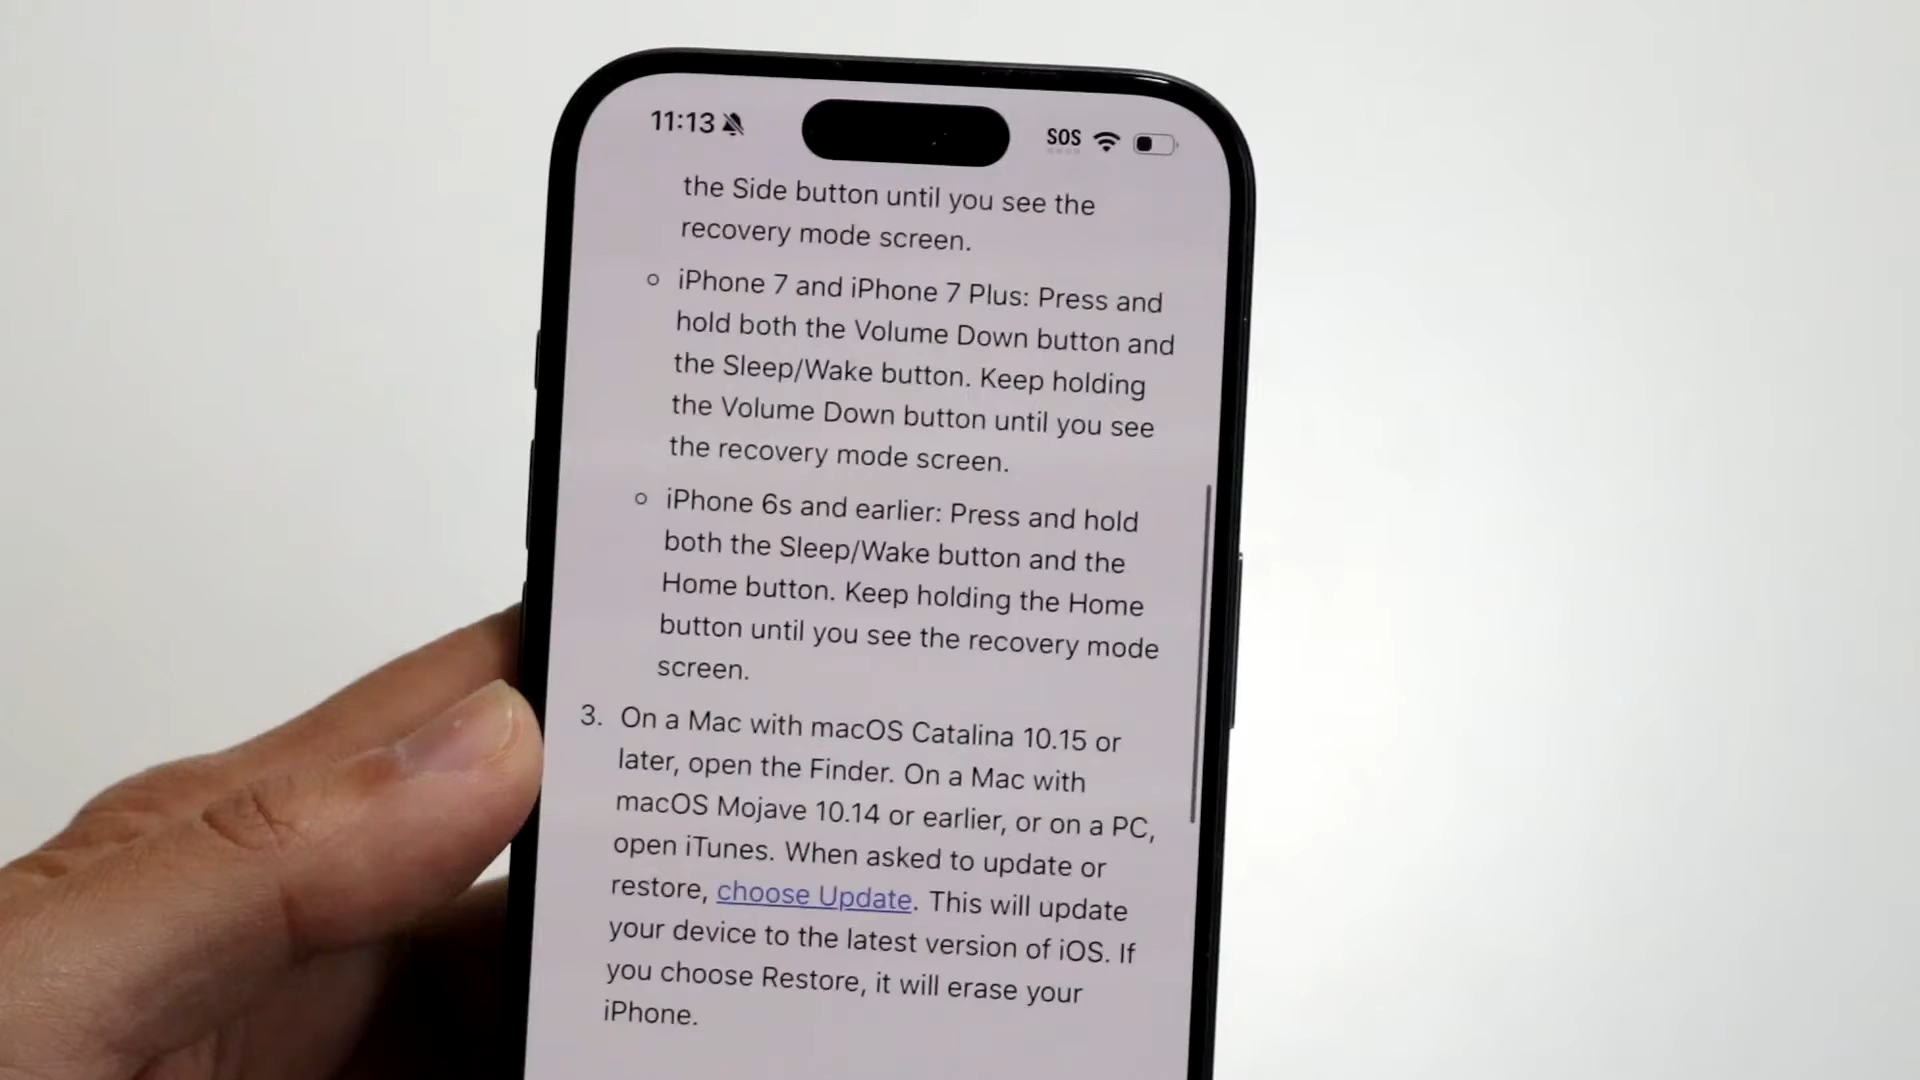 11:13
SOS
the Side button until you see the
recovery mode screen.
iPhone 7 and iPhone 7 Plus: Press and
hold both the Volume Down button and
the Sleep/Wake button. Keep holding
the Volume Down button until you see
the recovery mode screen.
iPhone 6s and earlier: Press and hold
both the Sleep/Wake button and the
Home button. Keep holding the Home
button until you see the recovery mode
screen.
3. On a Mac with macOS Catalina 10.15 or
later, open the Finder. On a Mac with
macOS Mojave 10.14 or earlier, or on a PC,
open iTunes. When asked to update or
restore, choose Update. This will update
your device to the latest version of iOS. If
you choose Restore, it will erase your
iPhone.